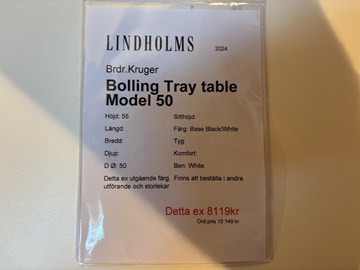 LINDHOLMS 2024
Brdr.Kruger
Bolling Tray table
Model 50
Höjd: 55 Sitthöjd:
Längd: Färg: Base Black/White
Bredd: Tyg:
Djup: Komfort:
D Ø: 50 Ben: White
Detta ex utgående färg. Finns att beställa i andra
utförande och storlekar
Detta ex 8119kr
Ord.pris 10 149 kr